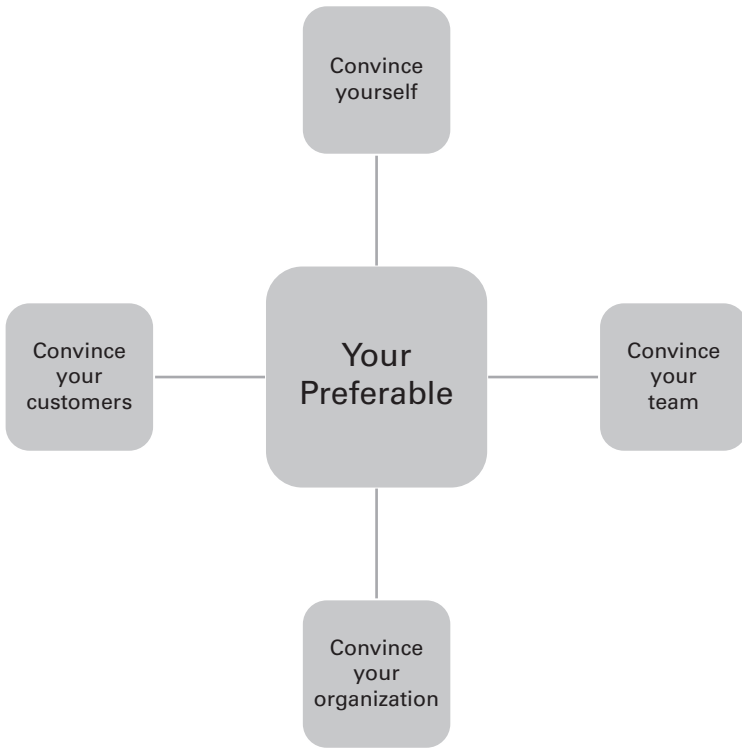 Convince
yourself
Convince
your
customers
Your
Preferable
Convince
your
team
Convince
your
organization